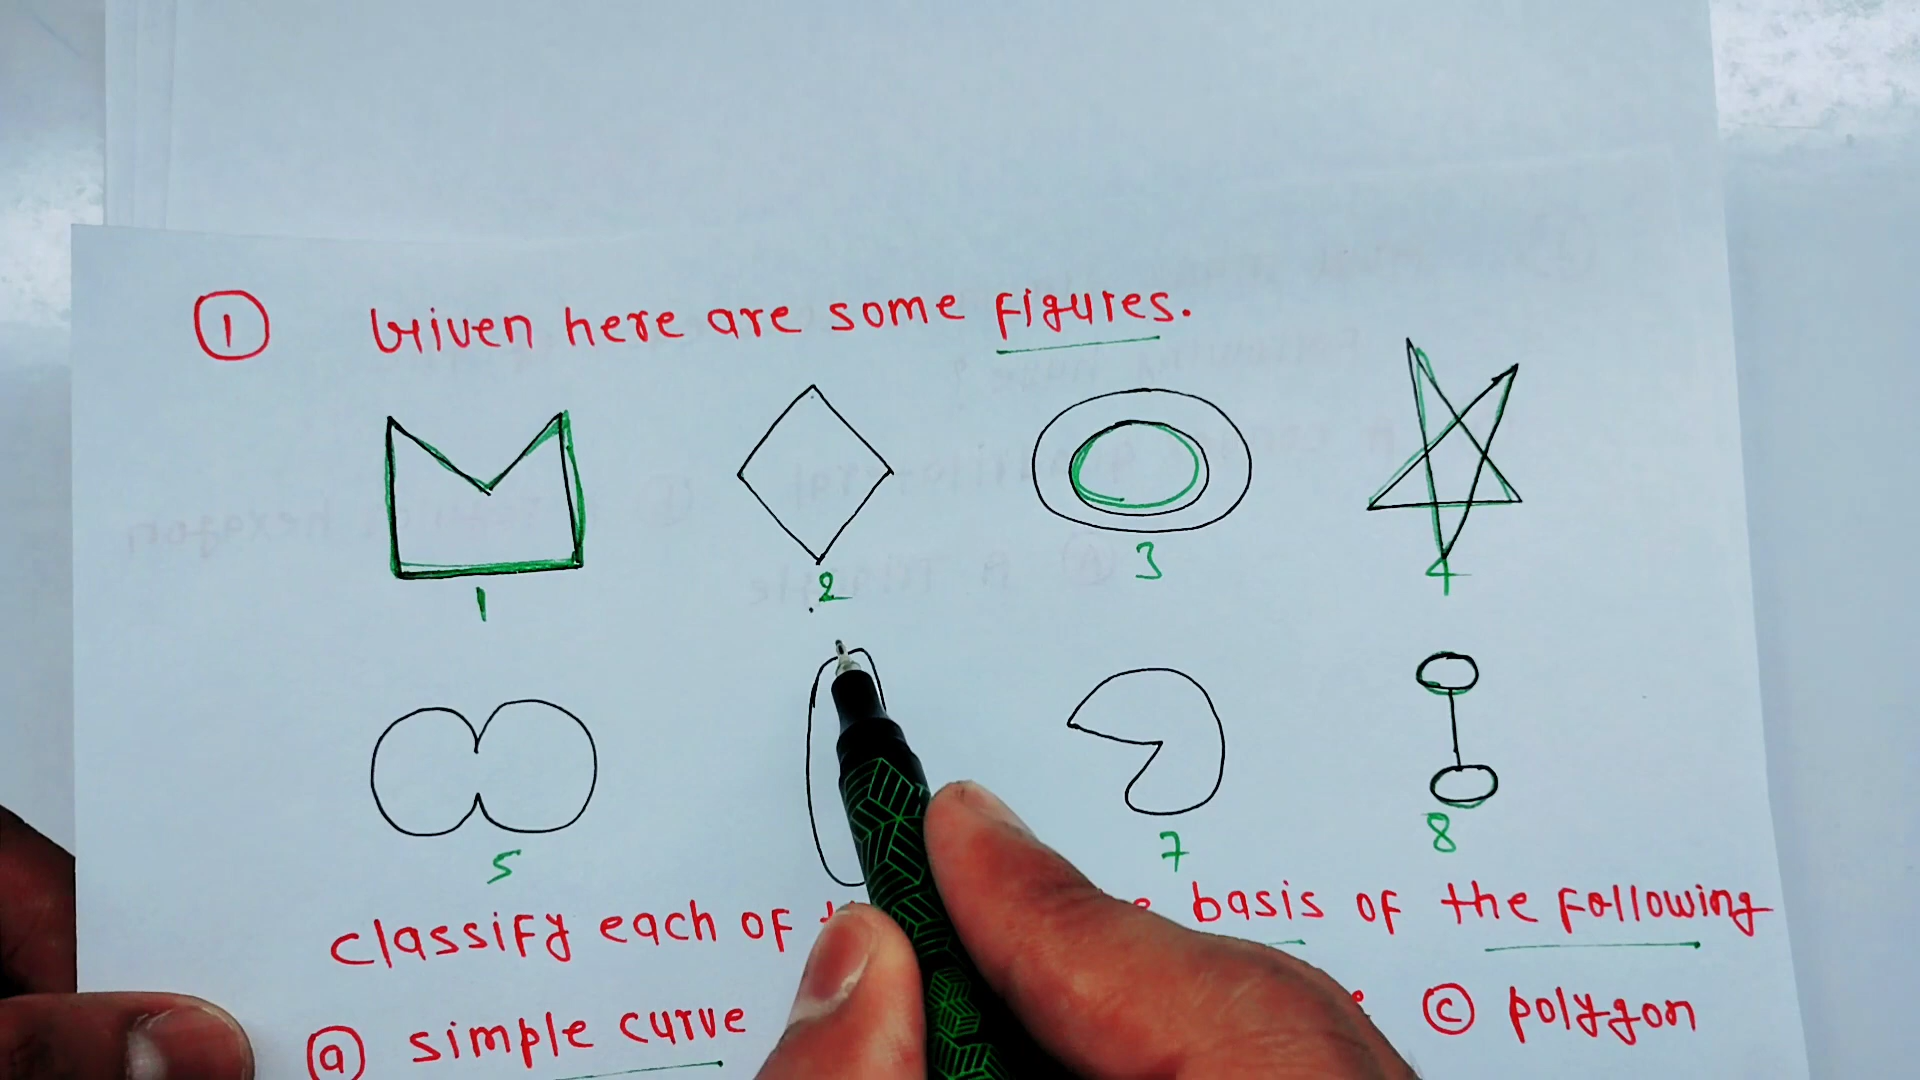 1 Given here are some figures.
1 2 3 4
5 7 8
classify each of basis of the following
a simple curve c polygon